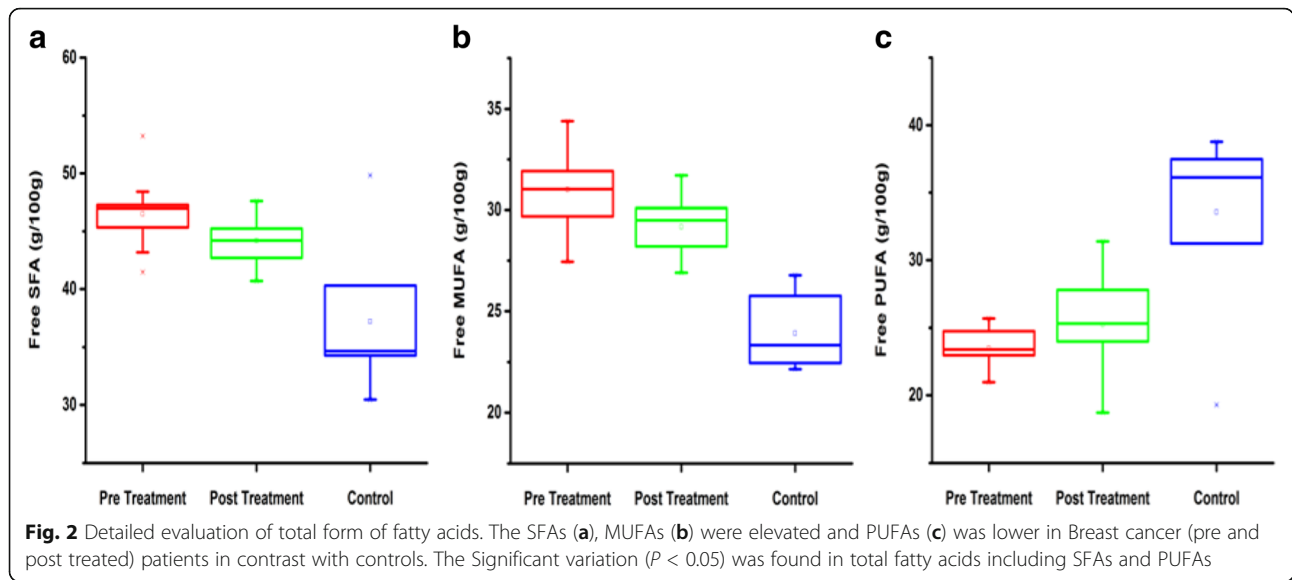 a
60
50
40
30
Free SFA (g/100g)
Pre Treatment Post Treatment Control
b
35
30
25
20
Free MUFA (g/100g)
Pre Treatment Post Treatment Control
c
40
30
20
Free PUFA (g/100g)
Pre Treatment Post Treatment Control
Fig. 2 Detailed evaluation of total form of fatty acids. The SFAs (a), MUFAs (b) were elevated and PUFAs (c) was lower in Breast cancer (pre and
post treated) patients in contrast with controls. The Significant variation (P < 0.05) was found in total fatty acids including SFAs and PUFAs